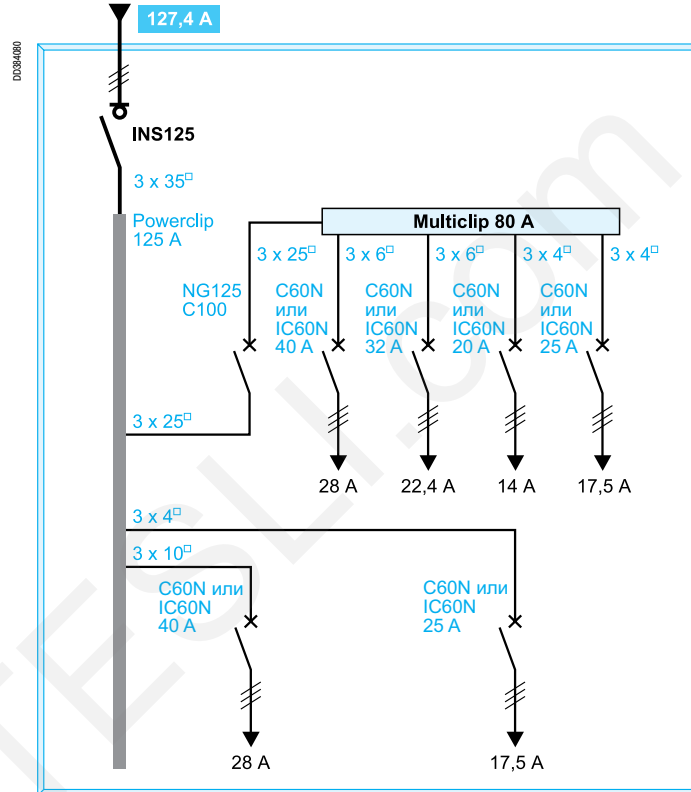 127,4 A
DD384080
INS125
3 x 35□
Powerclip
125 A
Multiclip 80 A
3 x 25□
3 x 6□
3 x 6□
3 x 4□
3 x 4□
NG125
C100
C60N
или
IC60N
40 A
C60N
или
IC60N
32 A
C60N
или
IC60N
20 A
C60N
или
IC60N
25 A
3 x 25□
28 A
22,4 A
14 A
17,5 A
3 x 4□
3 x 10□
C60N или
IC60N
40 A
C60N или
IC60N
25 A
28 A
17,5 A
TESLI.com